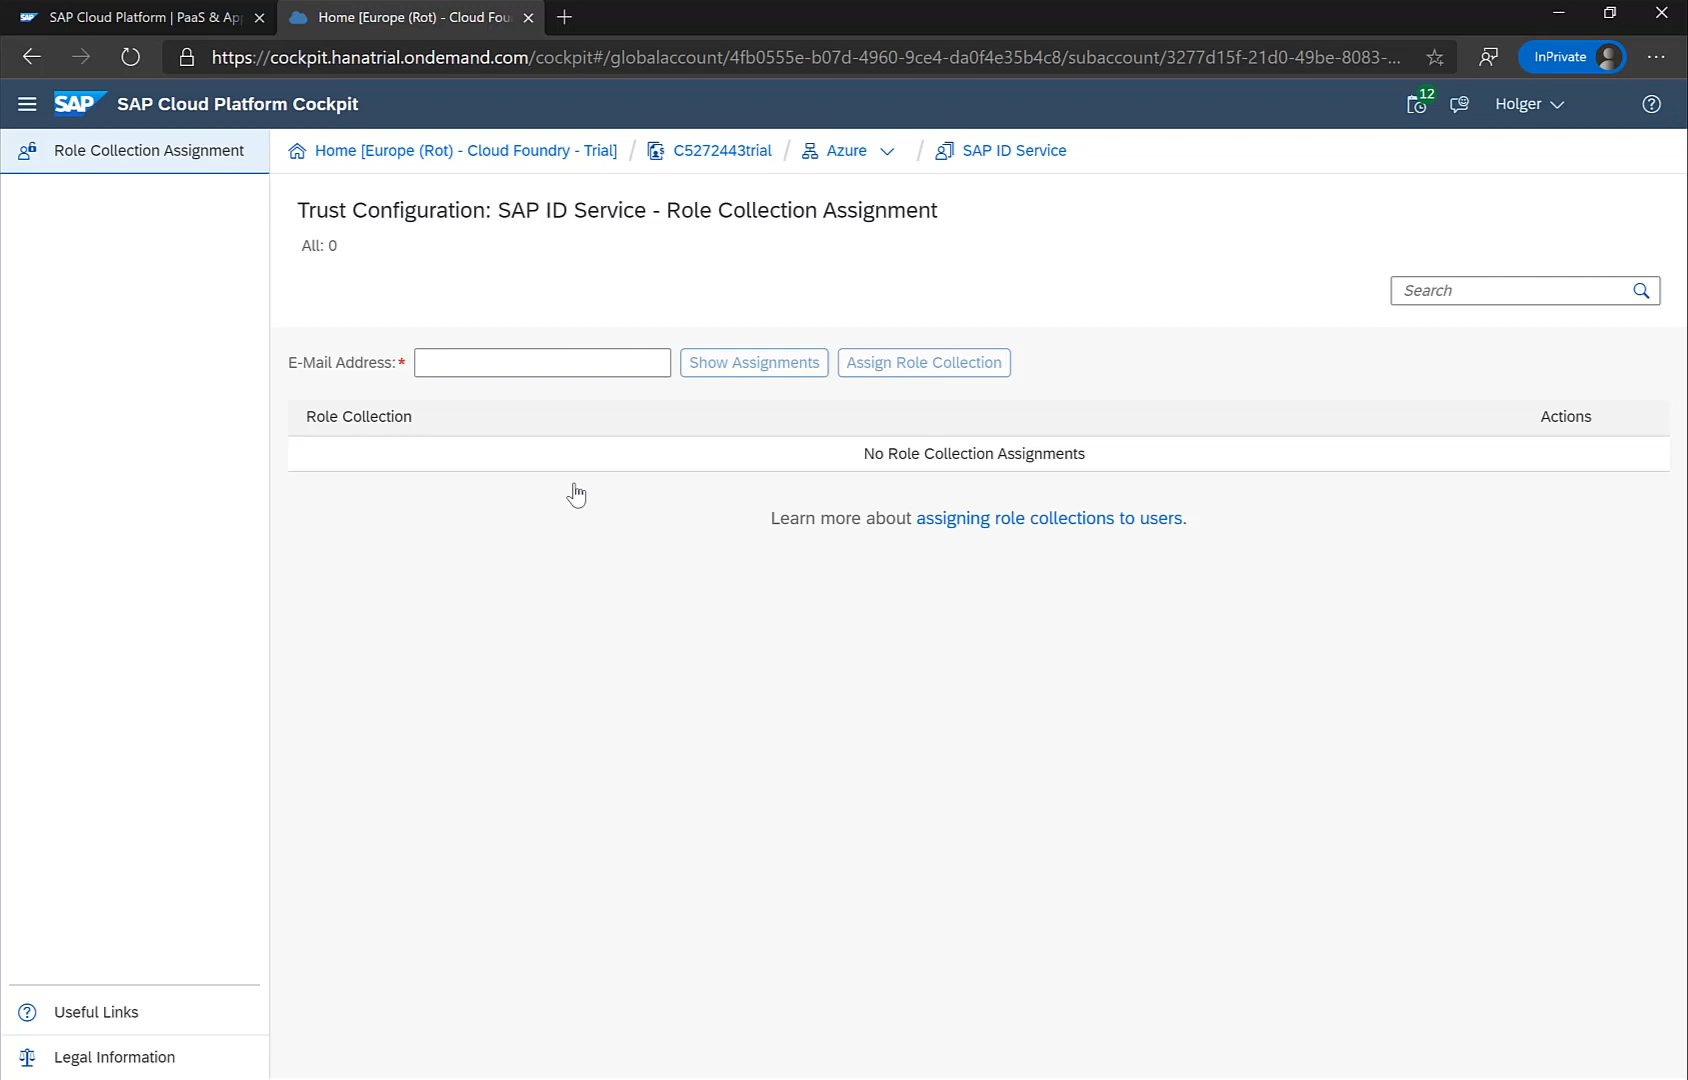 SAP Cloud Platform | PaaS & Ap
Home [Europe (Rot) - Cloud Fou
https://cockpit.hanatrial.ondemand.com/cockpit#/globalaccount/4fb0555e-b07d-4960-9ce4-da0f4e35b4c8/subaccount/3277d15f-21d0-49be-8083-...
InPrivate
SAP
SAP Cloud Platform Cockpit
12
Holger
Role Collection Assignment
Home [Europe (Rot) - Cloud Foundry - Trial] / C5272443trial / Azure / SAP ID Service
Trust Configuration: SAP ID Service - Role Collection Assignment
All: 0
Search
E-Mail Address:*
Show Assignments
Assign Role Collection
Role Collection
Actions
No Role Collection Assignments
Learn more about assigning role collections to users.
Useful Links
Legal Information